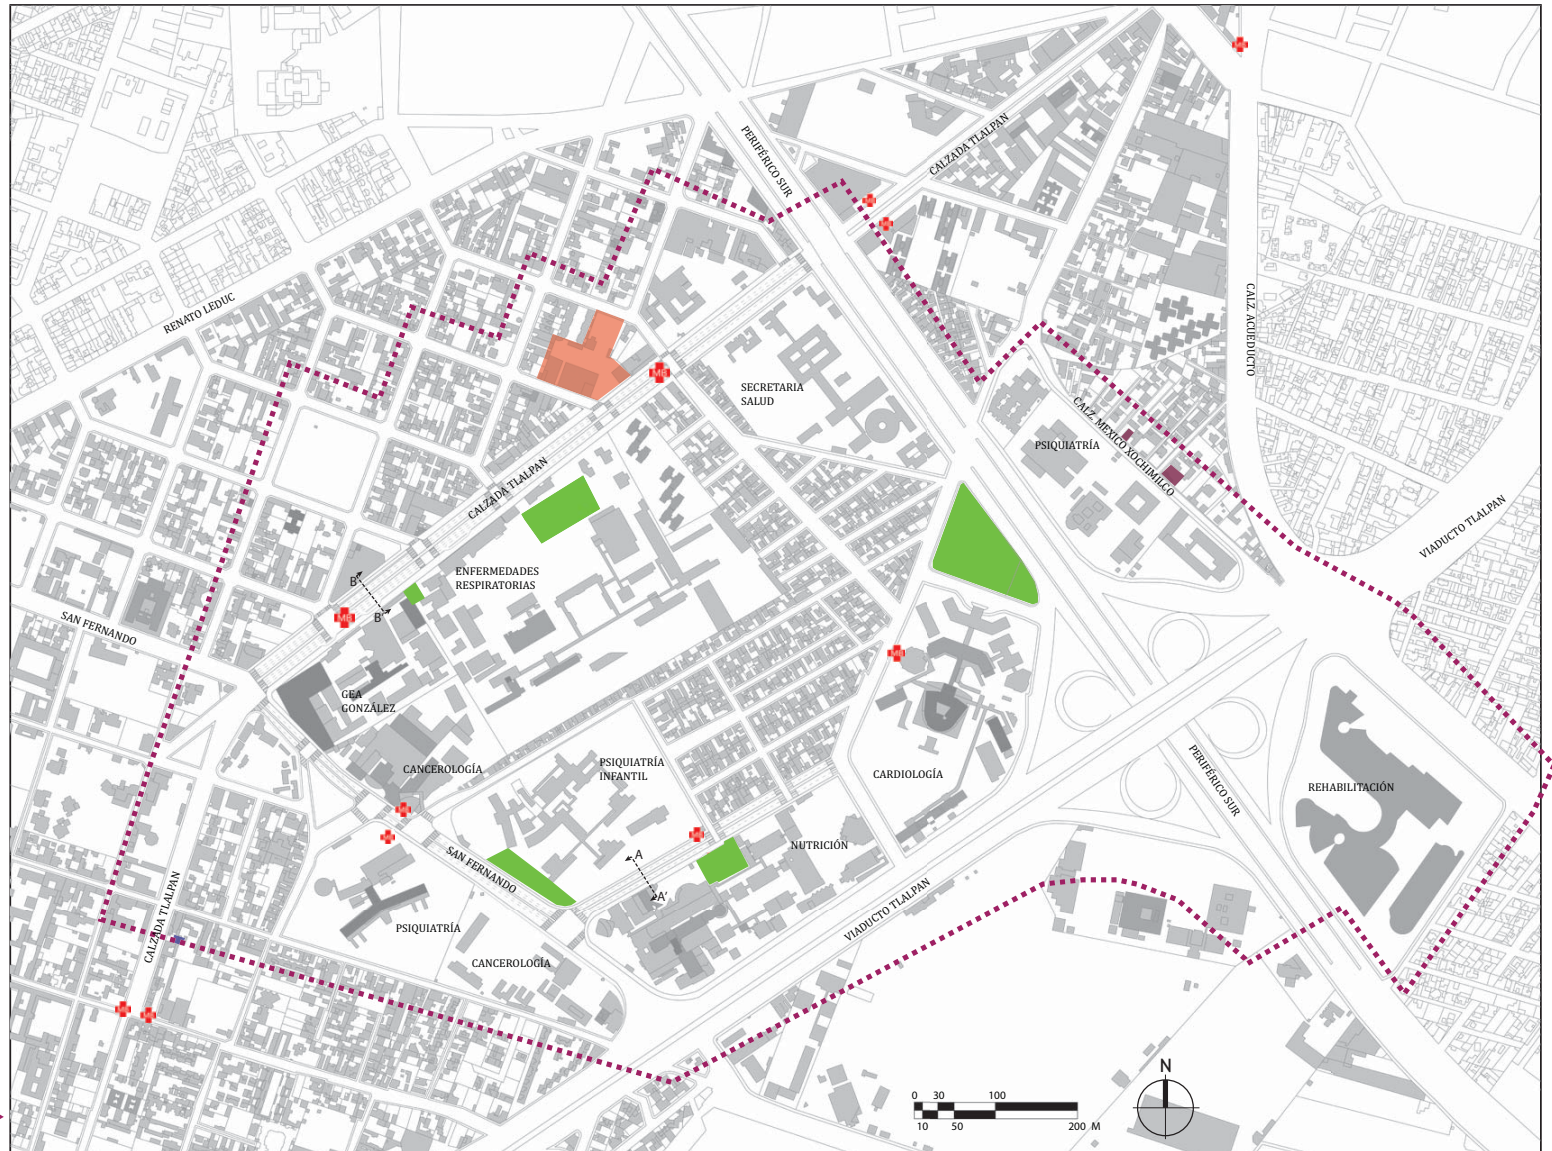 PERIFÉRICO SUR
CALZADA TLALPAN
RENATO LEDUC
CALZ. ACUEDUCTO
MB
SECRETARIA
SALUD
CALZ. MEXICO XOCHIMILCO
PSIQUIATRÍA
CALZADA TLALPAN
VIADUCTO TLALPAN
ENFERMEDADES
RESPIRATORIAS
B'
B'
MB
SAN FERNANDO
GEA
GONZÁLEZ
CANCEROLOGÍA
PSIQUIATRÍA
INFANTIL
CARDIOLOGÍA
PERIFÉRICO SUR
REHABILITACIÓN
NUTRICIÓN
SAN FERNANDO
A
A'
CALZADA TLALPAN
PSIQUIATRÍA
VIADUCTO TLALPAN
CANCEROLOGÍA
N
0 30 100
10 50 200 M